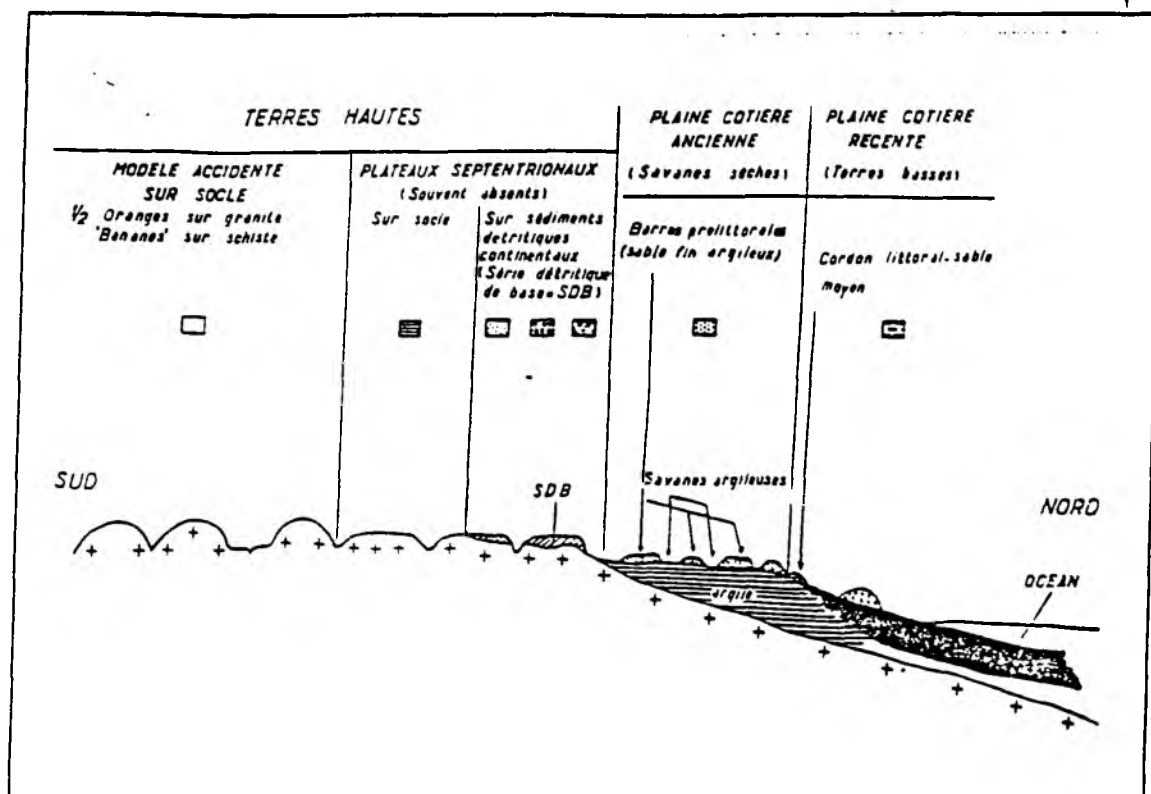 TERRES HAUTES
MODELE ACCIDENTE
SUR SOCLE
1/2 Oranges sur granite
'Bananes' sur schiste
PLATEAUX SEPTENTRIONAUX
(Souvent absents)
Sur socle
Sur sédiments
detritiques
continentaux
(Série détritique
de base=SDB)
PLAINE COTIERE
ANCIENNE
(Savanes sèches)
Barres prelittorales
(sable fin argileux)
PLAINE COTIERE
RECENTE
(Terres basses)
Cordon littoral-sable
moyen
SUD
SDB
Savanes argileuses
NORD
argile
OCEAN